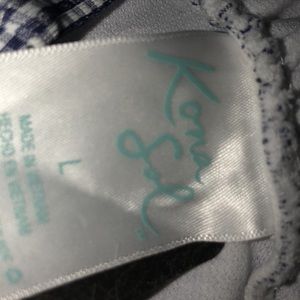 Kona
Sol
L
MADE IN VIETNAM
HECHO EN VIETNAM